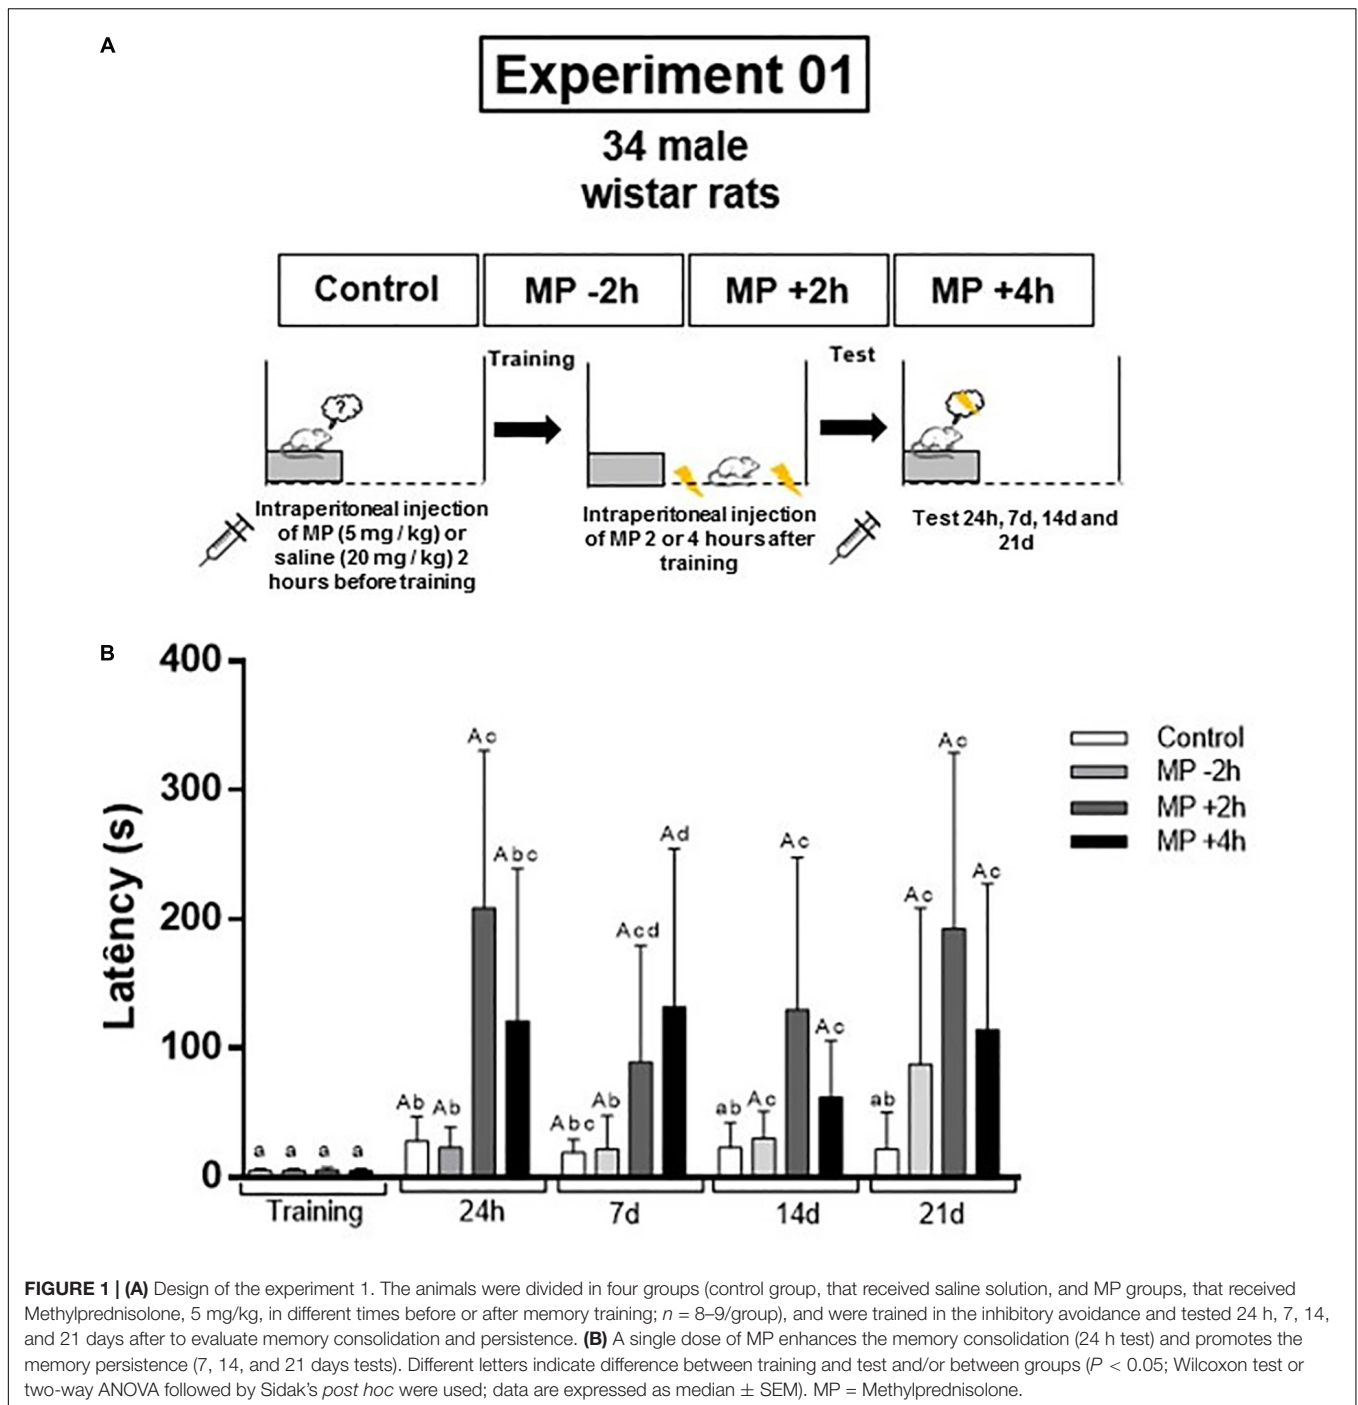 A
Experiment 01
34 male
wistar rats
Control
MP -2h
MP +2h
MP +4h
Training
Test
?
Intraperitoneal injection
of MP (5 mg / kg) or
saline (20 mg / kg) 2
hours before training
Intraperitoneal injection
of MP 2 or 4 hours after
training
Test 24h, 7d, 14d and
21d
B
Latêncy (s)
400
300
200
100
0
a a a a
Ab Ab Ac Abc
Abc Ab Acd Ad
ab Ac Ac Ac
ab Ac Ac Ac
Training
24h
7d
14d
21d
Control
MP -2h
MP +2h
MP +4h
FIGURE 1 | (A) Design of the experiment 1. The animals were divided in four groups (control group, that received saline solution, and MP groups, that received
Methylprednisolone, 5 mg/kg, in different times before or after memory training; n = 8–9/group), and were trained in the inhibitory avoidance and tested 24 h, 7, 14,
and 21 days after to evaluate memory consolidation and persistence. (B) A single dose of MP enhances the memory consolidation (24 h test) and promotes the
memory persistence (7, 14, and 21 days tests). Different letters indicate difference between training and test and/or between groups (P < 0.05; Wilcoxon test or
two-way ANOVA followed by Sidak's post hoc were used; data are expressed as median ± SEM). MP = Methylprednisolone.